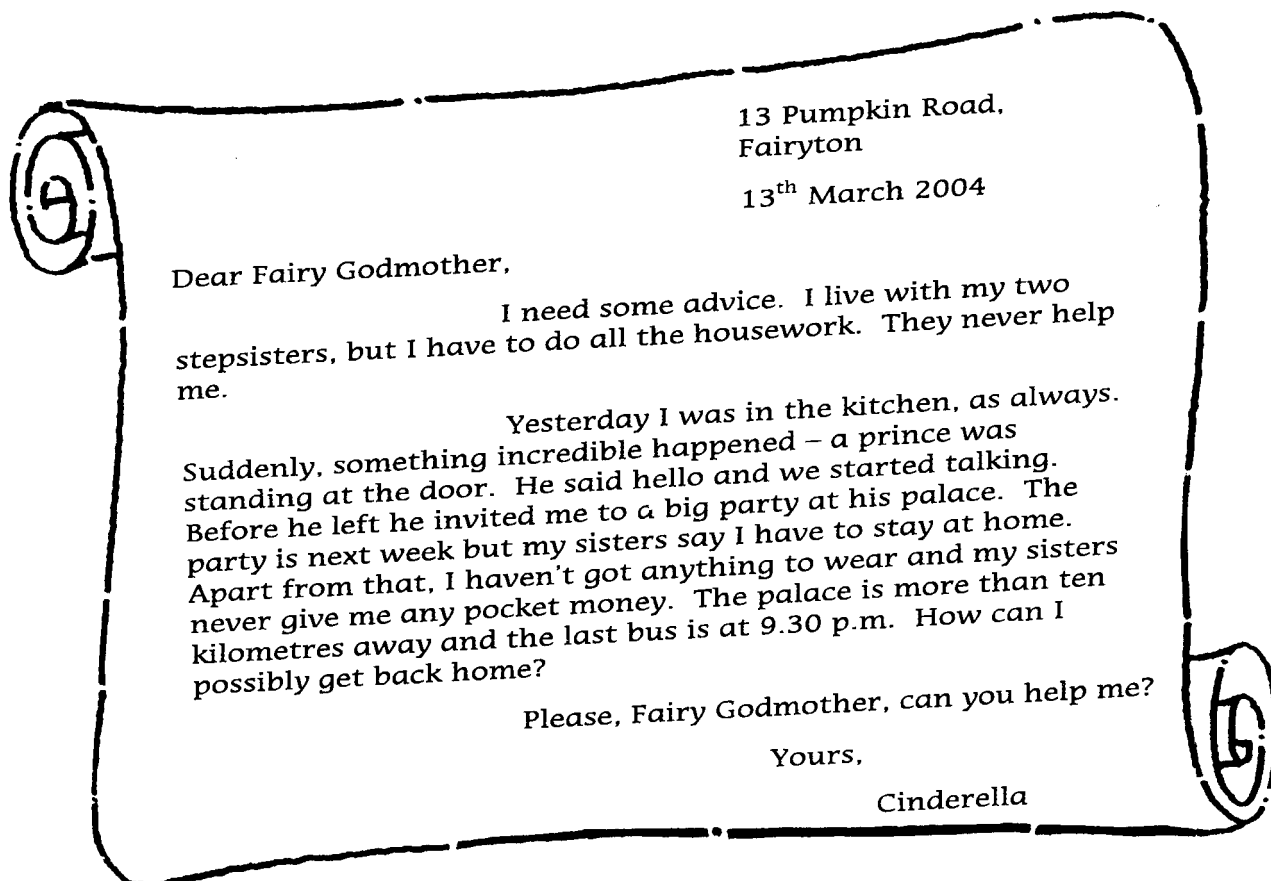 13 Pumpkin Road,
Fairyton
13th March 2004
Dear Fairy Godmother,
I need some advice. I live with my two
stepsisters, but I have to do all the housework. They never help
me.
Yesterday I was in the kitchen, as always.
Suddenly, something incredible happened – a prince was
standing at the door. He said hello and we started talking.
Before he left he invited me to a big party at his palace. The
party is next week but my sisters say I have to stay at home.
Apart from that, I haven't got anything to wear and my sisters
never give me any pocket money. The palace is more than ten
kilometres away and the last bus is at 9.30 p.m. How can I
possibly get back home?
Please, Fairy Godmother, can you help me?
Yours,
Cinderella